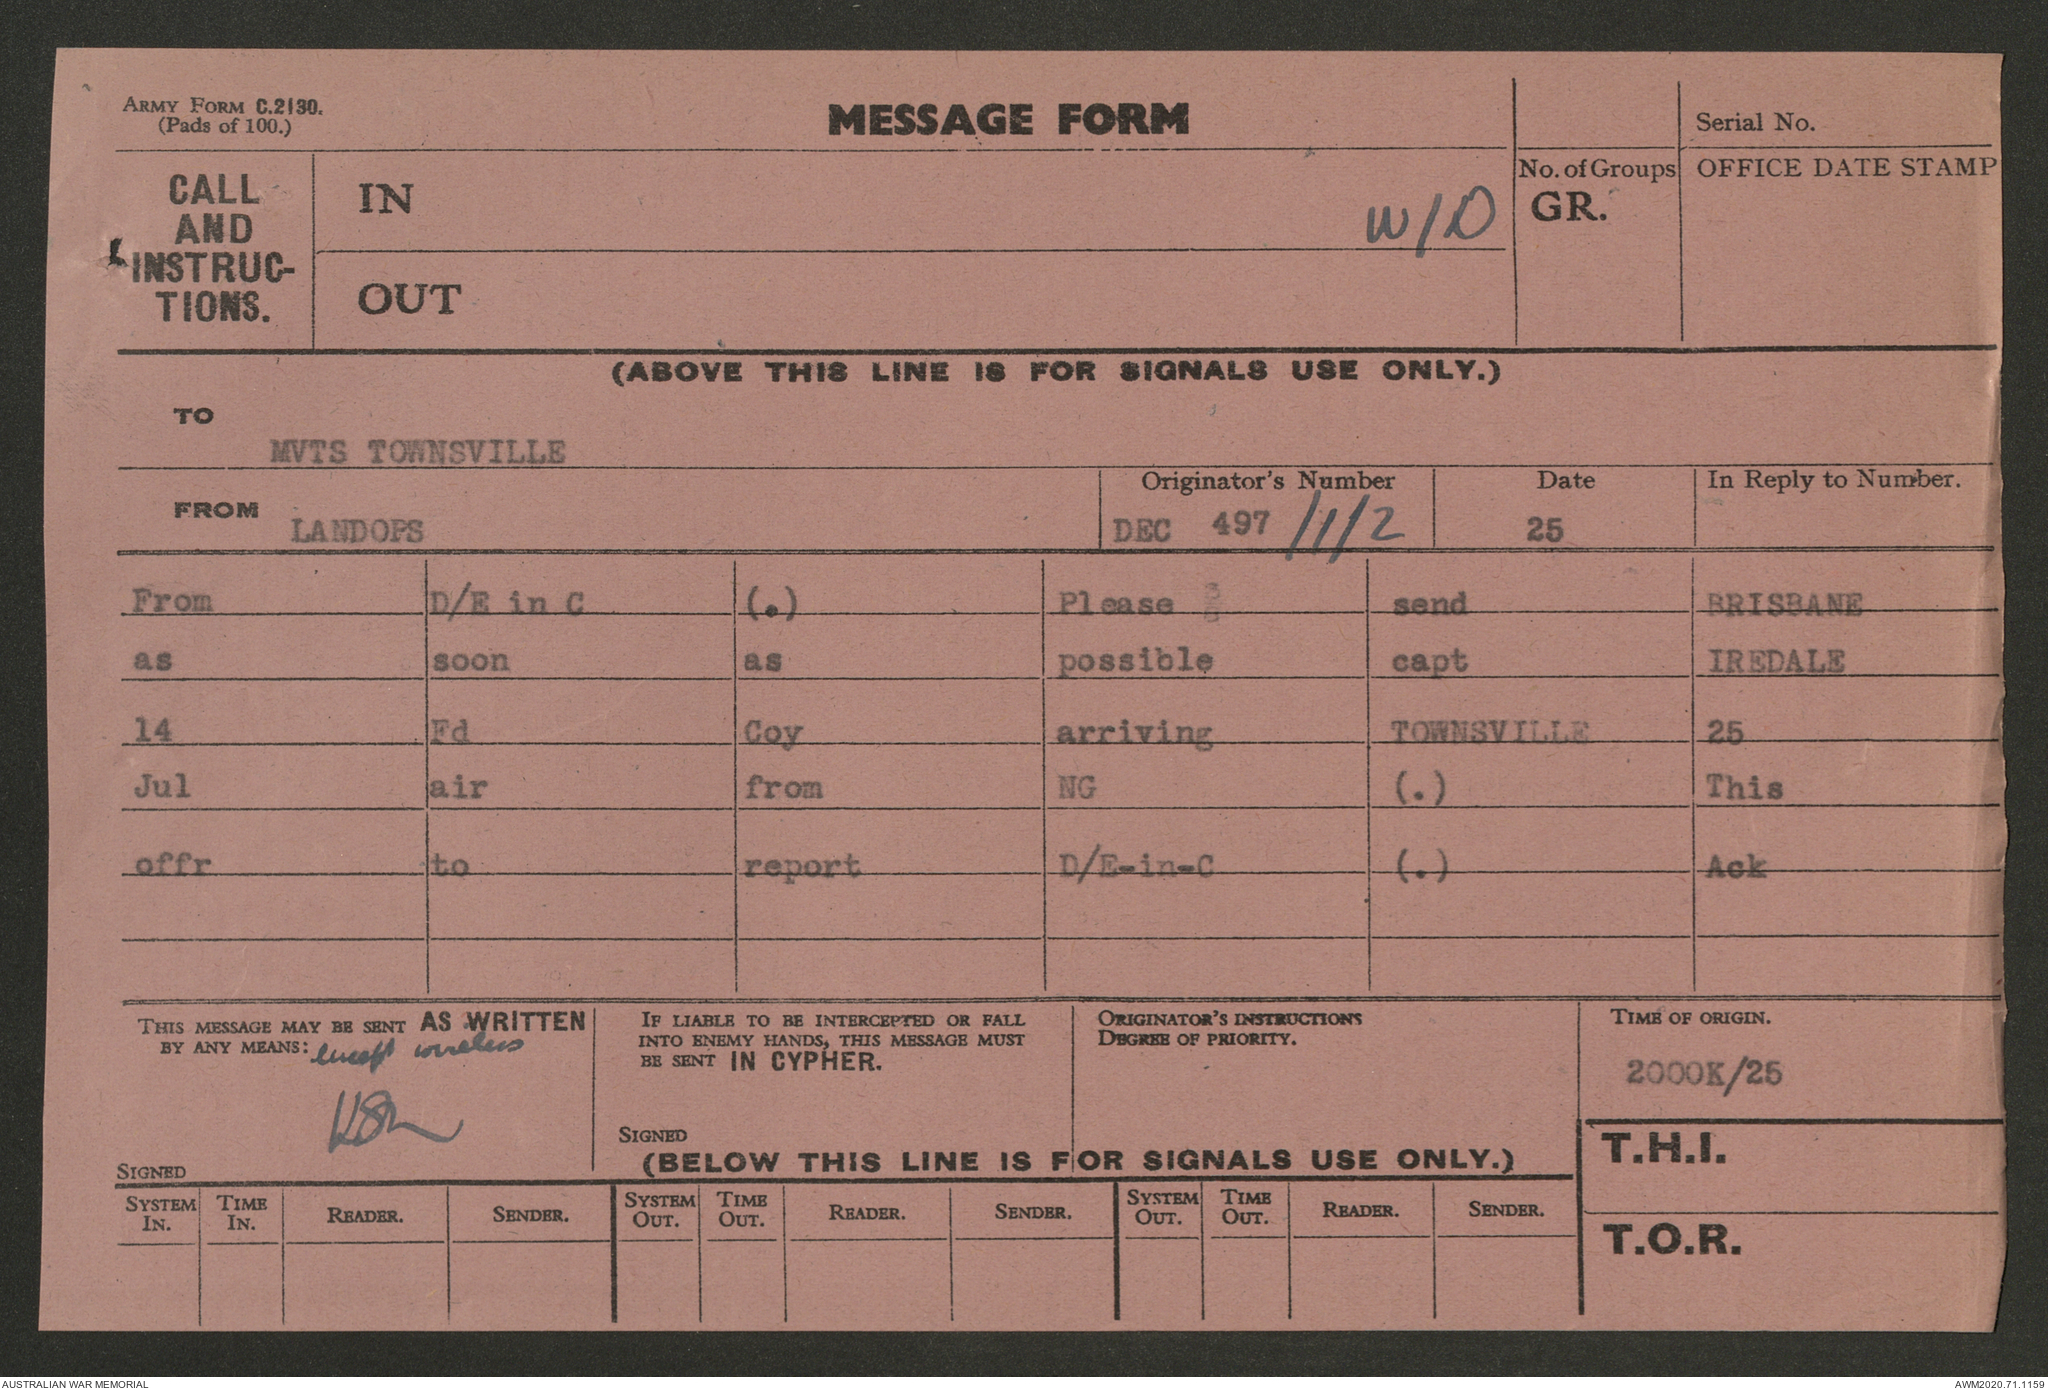 ARMY FORM C.2130.
(Pads of 100.)
MESSAGE FORM
Serial No.
CALL
AND
INSTRUC-
TIONS.
IN
W/D
No. of Groups
GR.
OFFICE DATE STAMP
OUT
(ABOVE THIS LINE IS FOR SIGNALS USE ONLY.)
TO
MVTS TOWNSVILLE
FROM
LANDOPS
Originator's Number
DEC 497 /1/2
Date
25
In Reply to Number.
From D/E in C (.) Please send BRISBANE
as soon as possible capt IREDALE
14 Fd Coy arriving TOWNSVILLE 25
Jul air from NG (.) This
offr to report D/E-in-C (.) Ack
THIS MESSAGE MAY BE SENT AS WRITTEN
BY ANY MEANS: except wireless
SIGNED
IF LIABLE TO BE INTERCEPTED OR FALL
INTO ENEMY HANDS, THIS MESSAGE MUST
BE SENT IN CYPHER.
SIGNED
ORIGINATOR'S INSTRUCTIONS
DEGREE OF PRIORITY.
TIME OF ORIGIN.
2000K/25
T.H.I.
T.O.R.
(BELOW THIS LINE IS FOR SIGNALS USE ONLY.)
SYSTEM IN. TIME IN. READER. SENDER. SYSTEM OUT. TIME OUT. READER. SENDER. SYSTEM OUT. TIME OUT. READER. SENDER.
AUSTRALIAN WAR MEMORIAL
AWM2020.71.1159